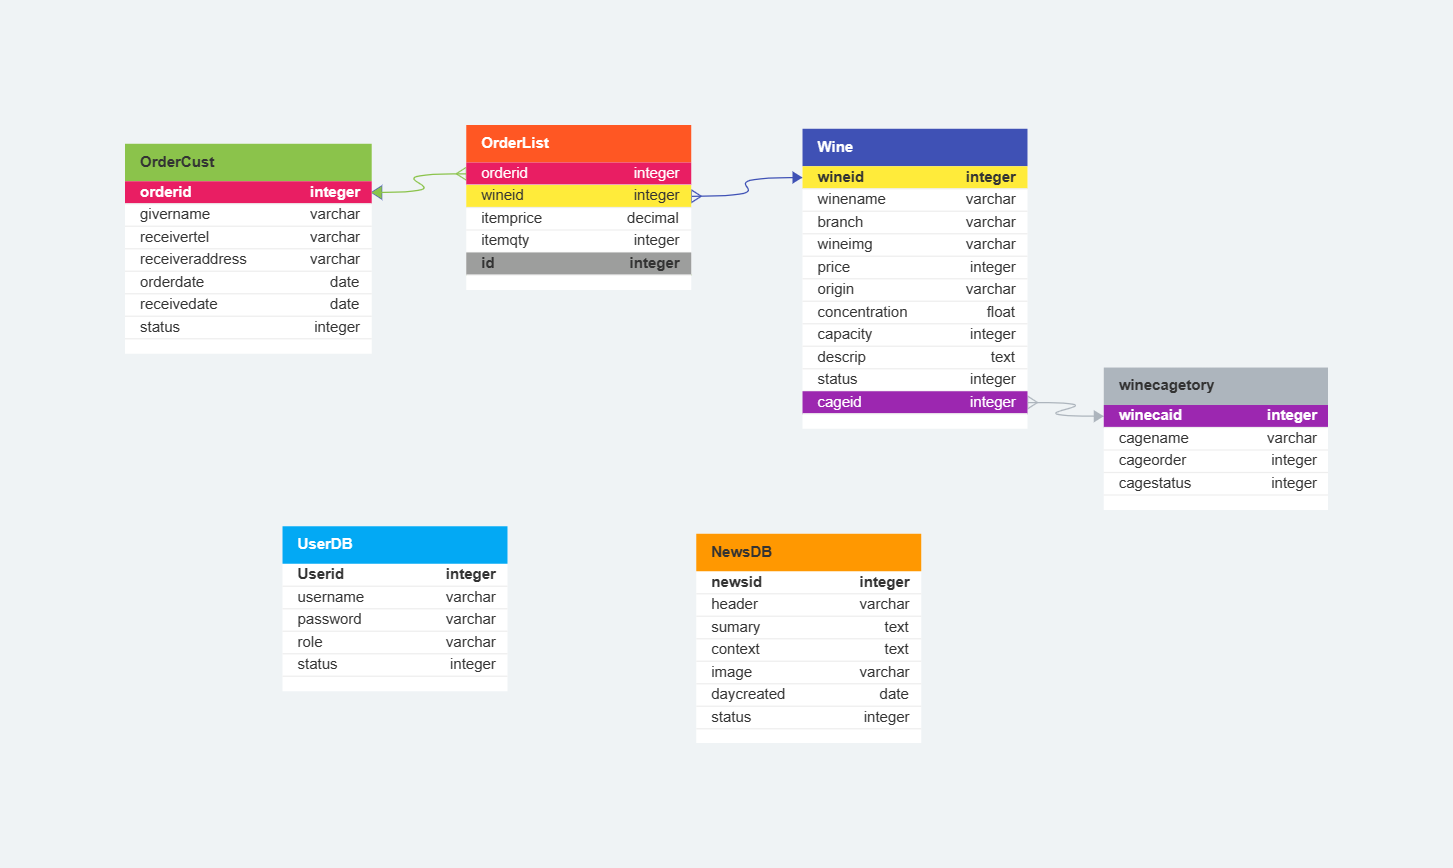 OrderCust
orderid integer
givername varchar
receivertel varchar
receiveraddress varchar
orderdate date
receivedate date
status integer
OrderList
orderid integer
wineid integer
itemprice decimal
itemqty integer
id integer
Wine
wineid integer
winename varchar
branch varchar
wineimg varchar
price integer
origin varchar
concentration float
capacity integer
descrip text
status integer
cageid integer
winecagetory
winecaid integer
cagename varchar
cageorder integer
cagestatus integer
UserDB
Userid integer
username varchar
password varchar
role varchar
status integer
NewsDB
newsid integer
header varchar
sumary text
context text
image varchar
daycreated date
status integer